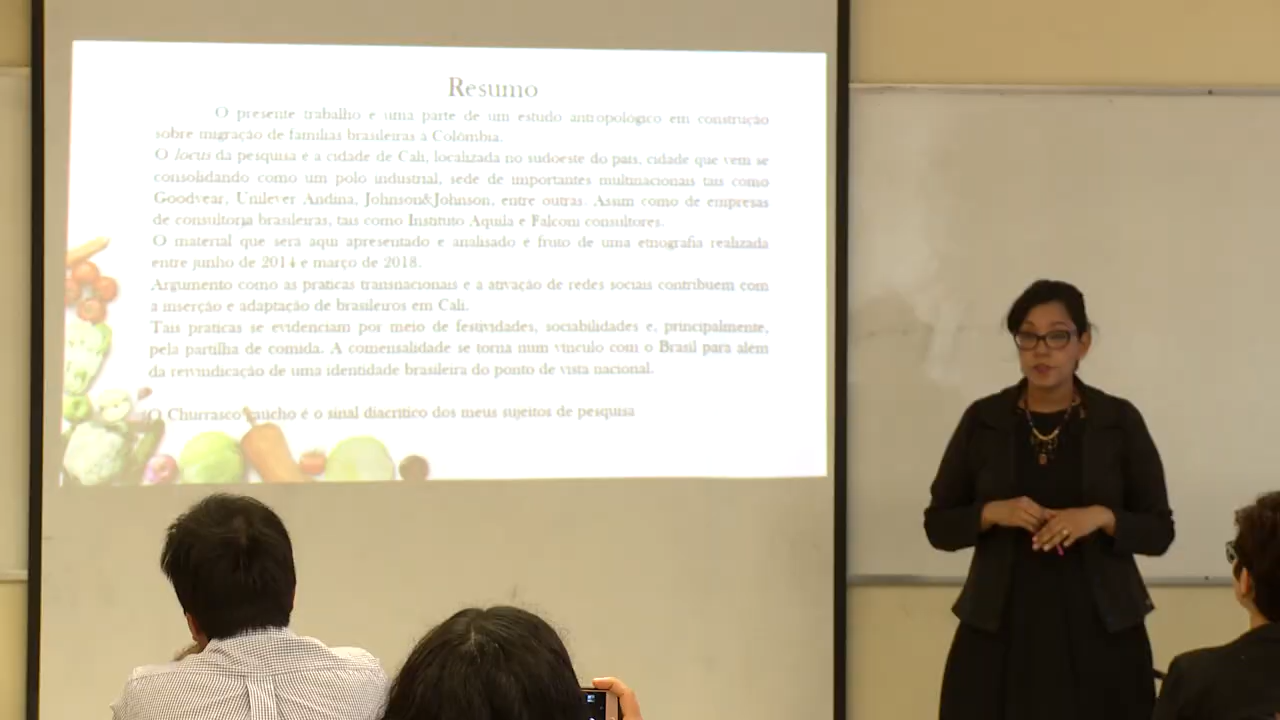 Resumo
O presente trabalho é uma parte de um estudo antropológico em construção
sobre migração de famílias brasileiras à Colômbia.
O locus da pesquisa é a cidade de Cali, localizada no sudoeste do país, cidade que vem se
consolidando como um polo industrial, sede de importantes multinacionais tais como
Goodyear, Unilever Andina, Johnson&Johnson, entre outras. Assim como de empresas
de consultoria brasileiras, tais como Instituto Aquila e Falconi consultores.
O material que será aqui apresentado e analisado é fruto de uma etnografia realizada
entre junho de 2014 e março de 2018.
Argumento como as práticas transnacionais e a ativação de redes sociais contribuem com
a inserção e adaptação de brasileiros em Cali.
Tais práticas se evidenciam por meio de festividades, sociabilidades e, principalmente,
pela partilha de comida. A comensalidade se torna num vínculo com o Brasil para além
da reivindicação de uma identidade brasileira do ponto de vista nacional.
O Churrasco gaucho é o sinal diacrítico dos meus sujeitos de pesquisa